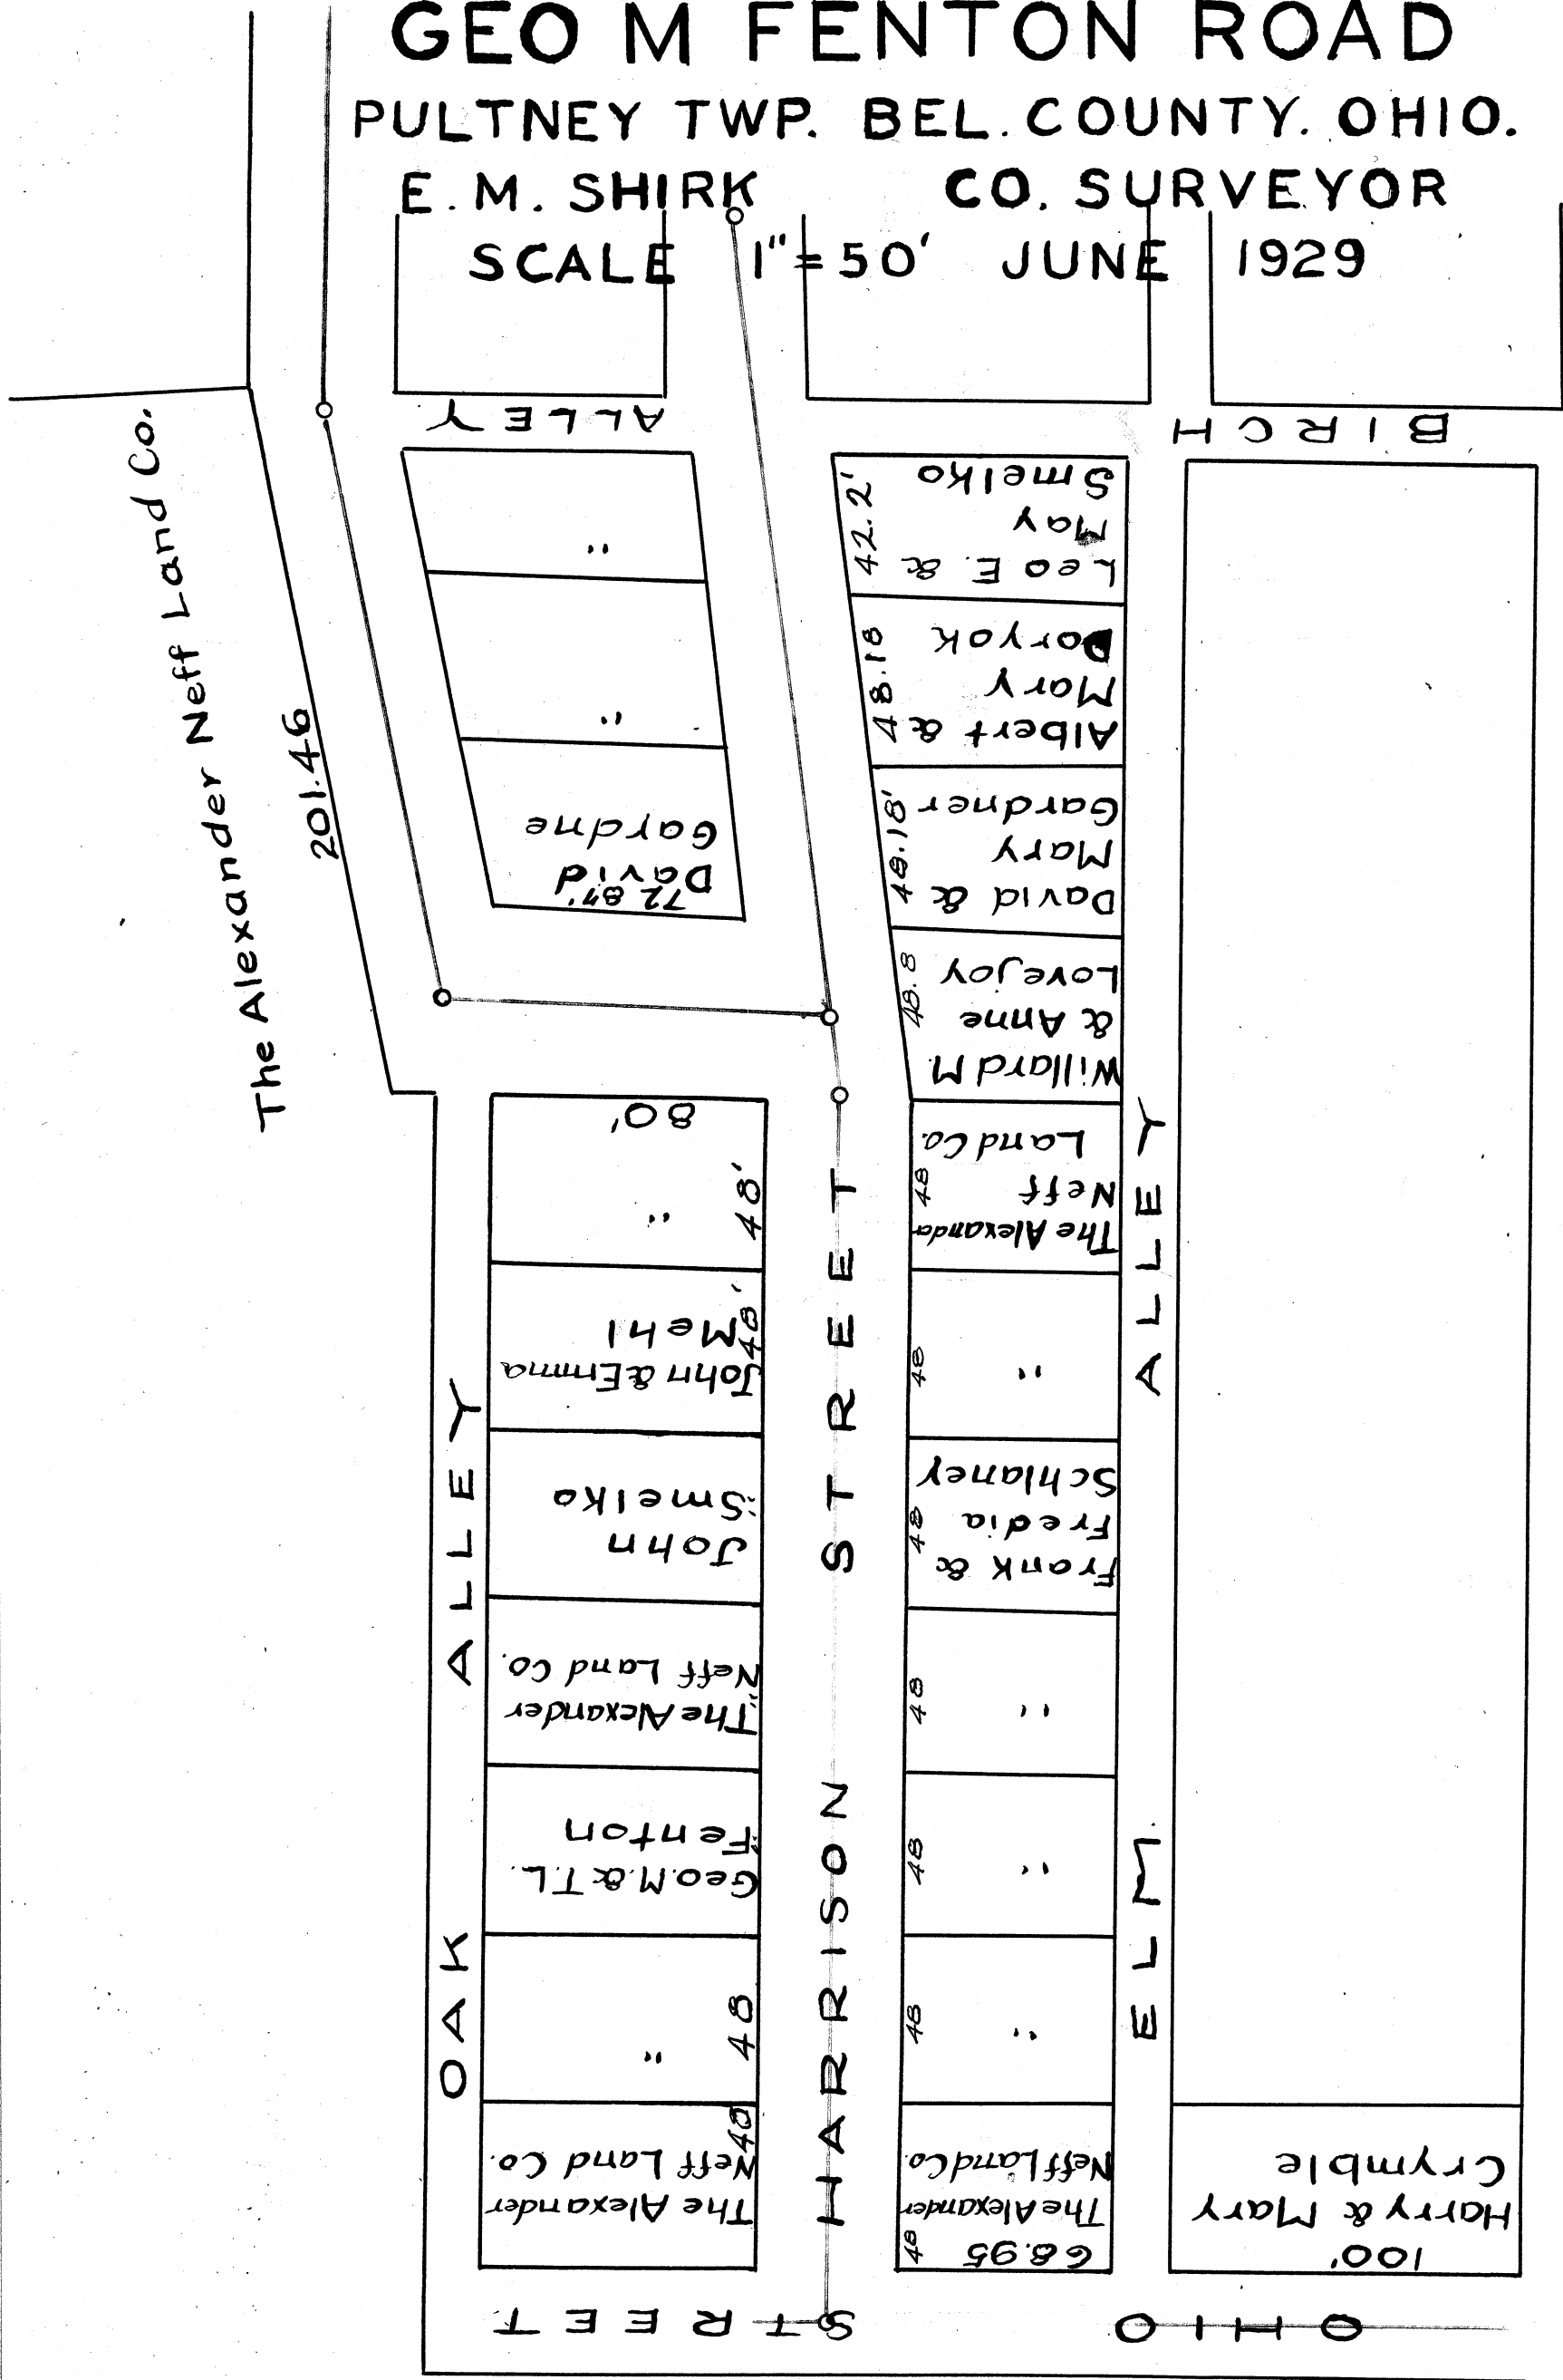 GEO M FENTON ROAD
PULTNEY TWP. BEL. COUNTY. OHIO.
E. M. SHIRK CO. SURVEYOR
SCALE 1"=50' JUNE 1929
BIRCH ALLEY
The Alexander Neff Land Co.
201.46
"
"
David
Gardne
72.84'
42.2'
Leo E. &
May
Smelko
48.18
Albert &
Mary
Doryok
48.18'
David &
Mary
Gardner
48.8
Willard M
& Anne
Lovejoy
80'
48'
"
48'
John & Emma
Mehl
John
Smelko
The Alexander
Neff Land Co.
Geo. M. & T. L.
Fenton
48
"
48
The Alexander
Neff Land Co.
OAK ALLEY
HARRISON STREET
48
The Alexanda
Neff
Land Co.
48
"
48
Frank &
Fredia
Schlaney
48
"
48
"
48
"
48
68.95
The Alexander
Neff Land Co.
ELM. ALLEY
100'
Harry & Mary
Crymble
OHIO STREET